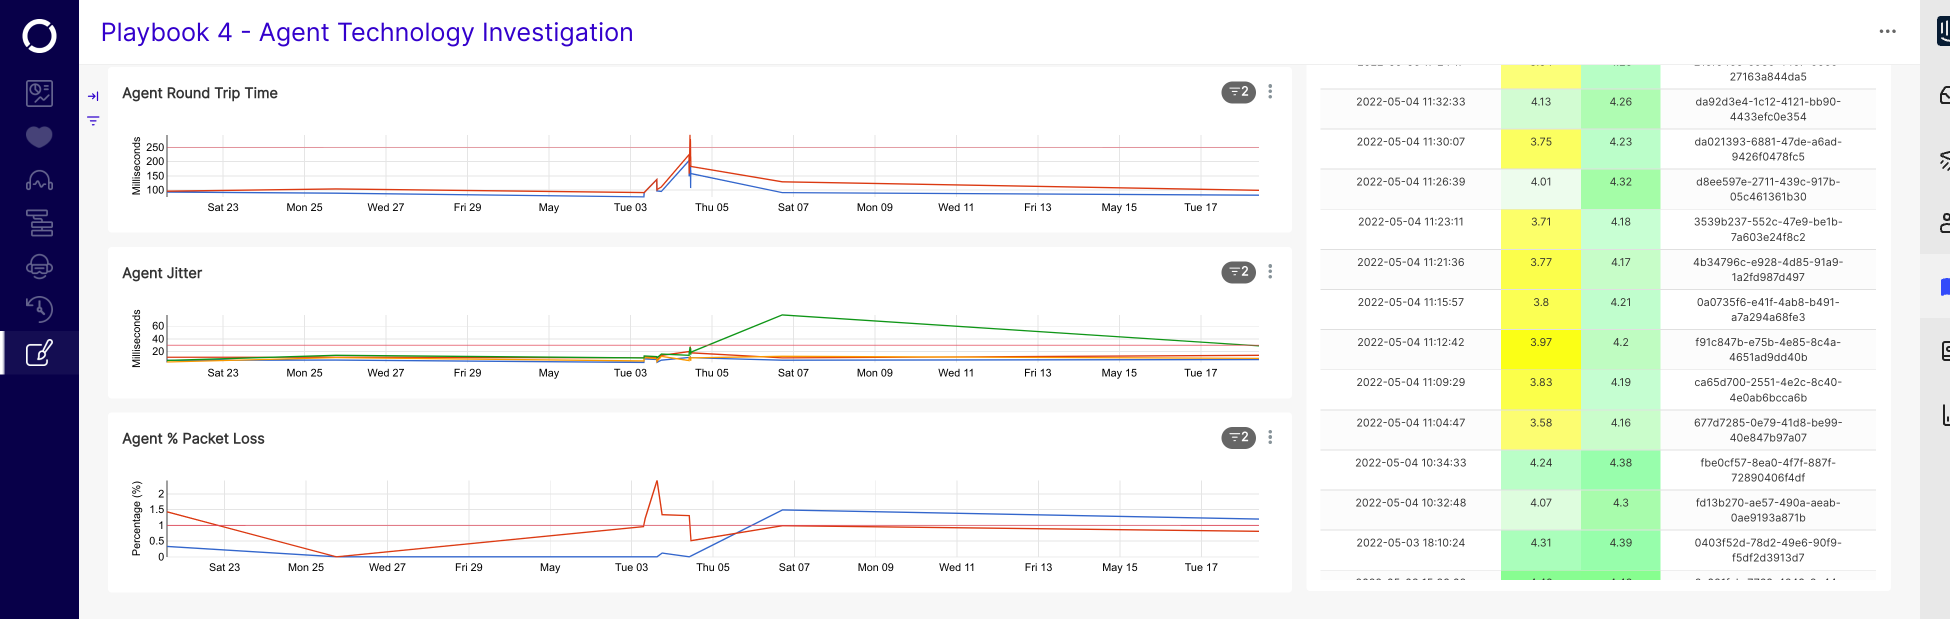 Playbook 4 - Agent Technology Investigation
Agent Round Trip Time
2
Milliseconds
250
200
150
100
Sat 23 Mon 25 Wed 27 Fri 29 May Tue 03 Thu 05 Sat 07 Mon 09 Wed 11 Fri 13 May 15 Tue 17
Agent Jitter
2
Milliseconds
60
40
20
Sat 23 Mon 25 Wed 27 Fri 29 May Tue 03 Thu 05 Sat 07 Mon 09 Wed 11 Fri 13 May 15 Tue 17
Agent % Packet Loss
2
Percentage (%)
2
1.5
1
0.5
0
Sat 23 Mon 25 Wed 27 Fri 29 May Tue 03 Thu 05 Sat 07 Mon 09 Wed 11 Fri 13 May 15 Tue 17
27163a844da5
2022-05-04 11:32:33 4.13 4.26 da92d3e4-1c12-4121-bb90-
4433efc0e354
2022-05-04 11:30:07 3.75 4.23 da021393-6881-47de-a6ad-
9426f0478fc5
2022-05-04 11:26:39 4.01 4.32 d8ee597e-2711-439c-917b-
05c461361b30
2022-05-04 11:23:11 3.71 4.18 3539b237-552c-47e9-be1b-
7a603e24f8c2
2022-05-04 11:21:36 3.77 4.17 4b34796c-e928-4d85-91a9-
1a2fd987d497
2022-05-04 11:15:57 3.8 4.21 0a0735f6-e41f-4ab8-b491-
a7a294a68fe3
2022-05-04 11:12:42 3.97 4.2 f91c847b-e75b-4e85-8c4a-
4651ad9dd40b
2022-05-04 11:09:29 3.83 4.19 ca65d700-2551-4e2c-8c40-
4e0ab6bcca6b
2022-05-04 11:04:47 3.58 4.16 677d7285-0e79-41d8-be99-
40e847b97a07
2022-05-04 10:34:33 4.24 4.38 fbe0cf57-8ea0-4f7f-887f-
72890406f4df
2022-05-04 10:32:48 4.07 4.3 fd13b270-ae57-490a-aeab-
0ae9193a871b
2022-05-03 18:10:24 4.31 4.39 0403f52d-78d2-49e6-90f9-
f5df2d3913d7